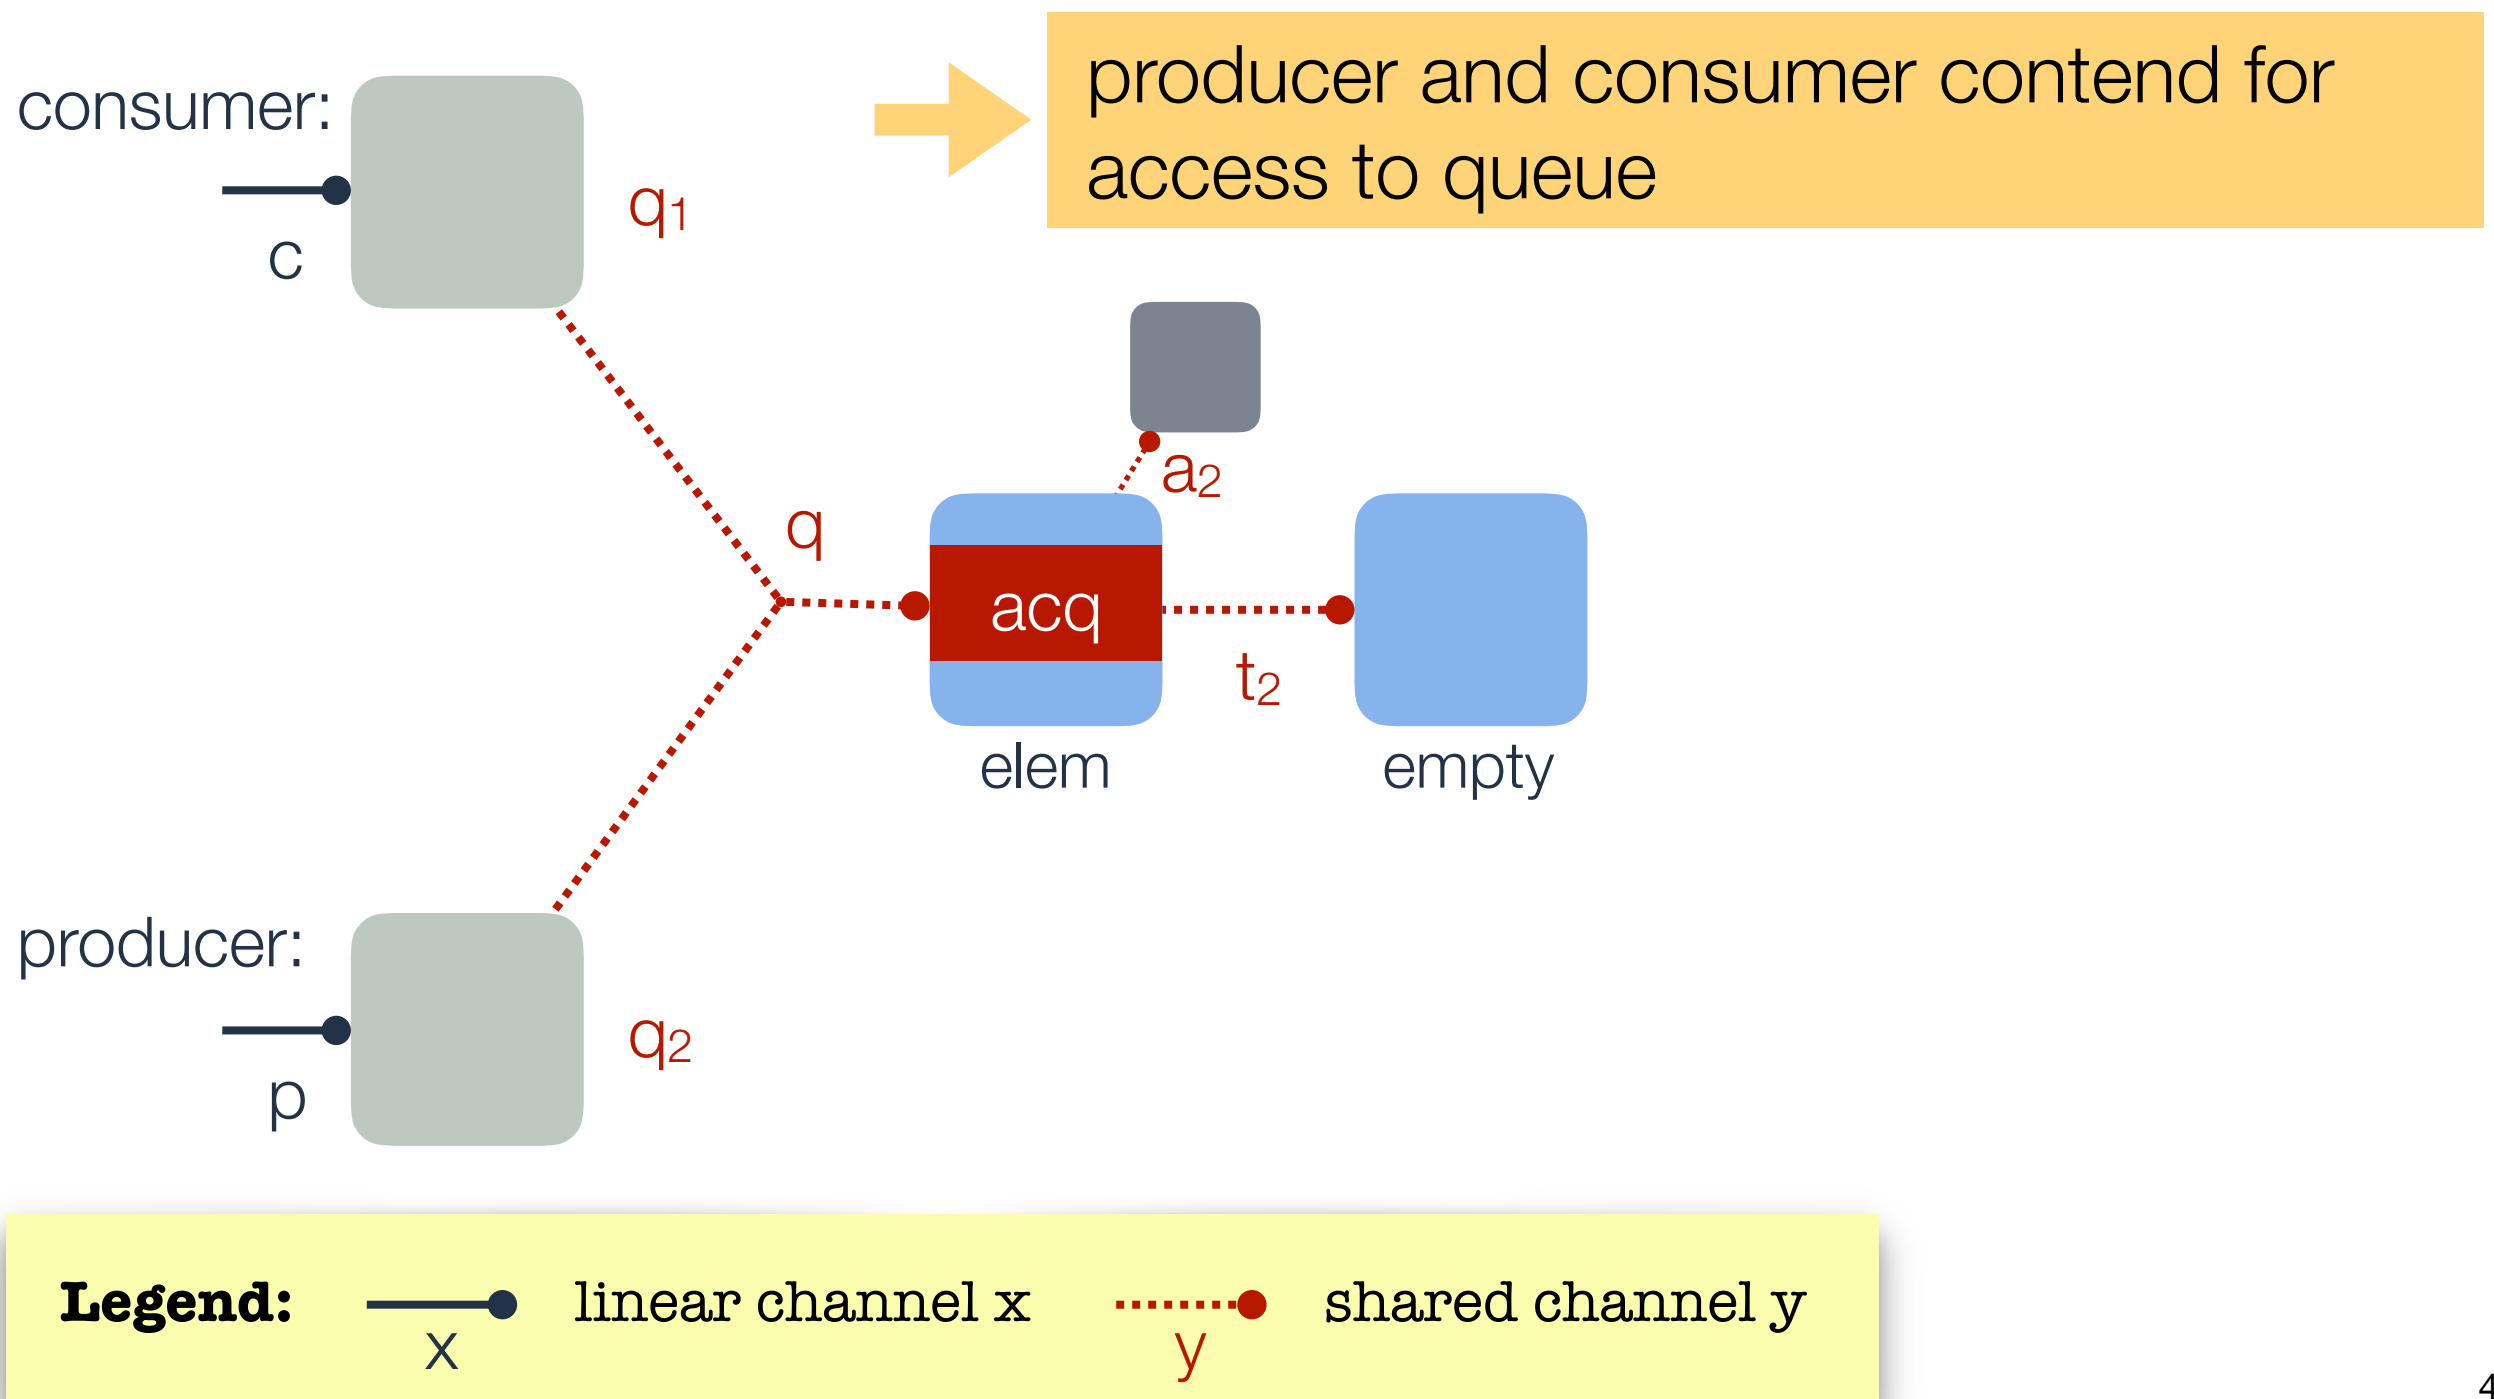 producer and consumer contend for
access to queue
consumer:
c
q1
a2
q
acq
t2
elem
empty
producer:
p
q2
Legend:
linear channel x
shared channel y
x
y
4